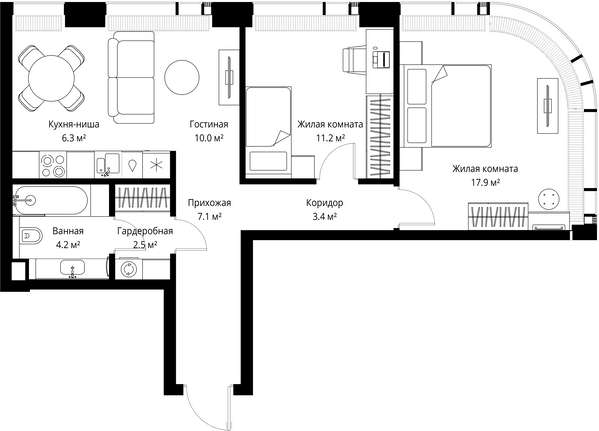 Кухня-ниша
6.3 м²
Гостиная
10.0 м²
Жилая комната
11.2 м²
Жилая комната
17.9 м²
Прихожая
7.1 м²
Коридор
3.4 м²
Ванная
4.2 м²
Гардеробная
2.5 м²